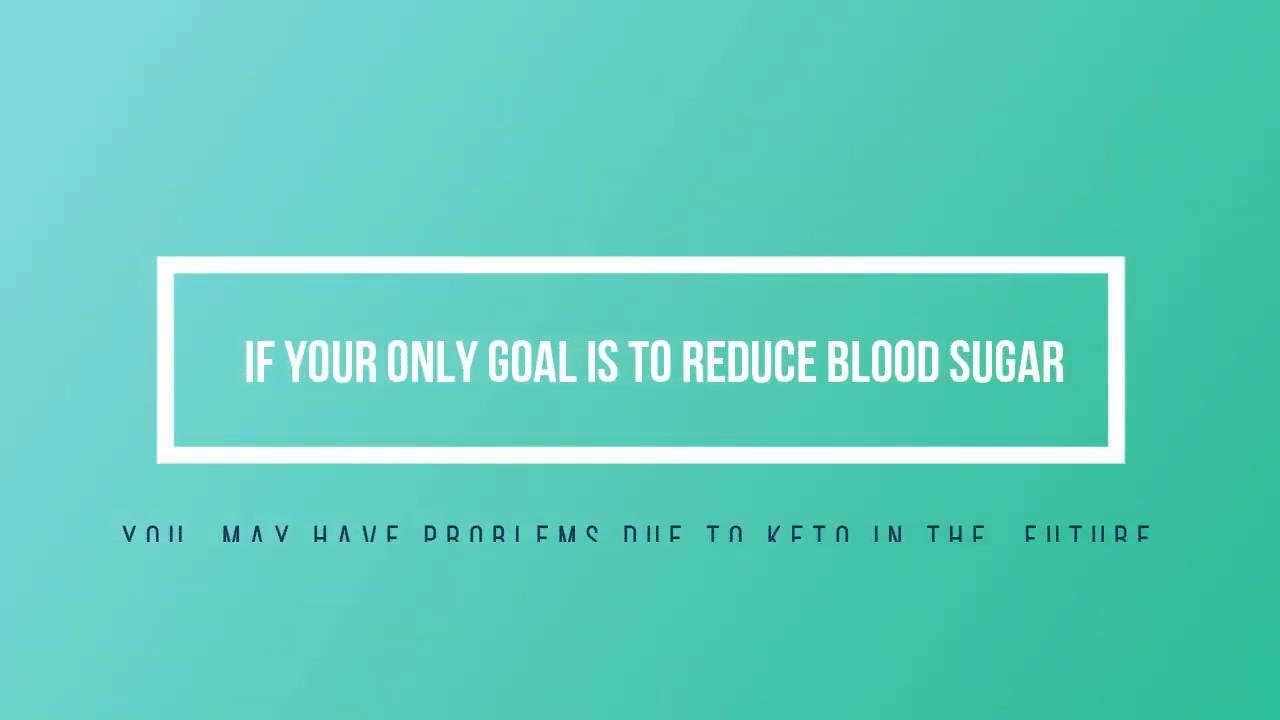 IF YOUR ONLY GOAL IS TO REDUCE BLOOD SUGAR
YOU MAY HAVE PROBLEMS DUE TO KETO IN THE FUTURE